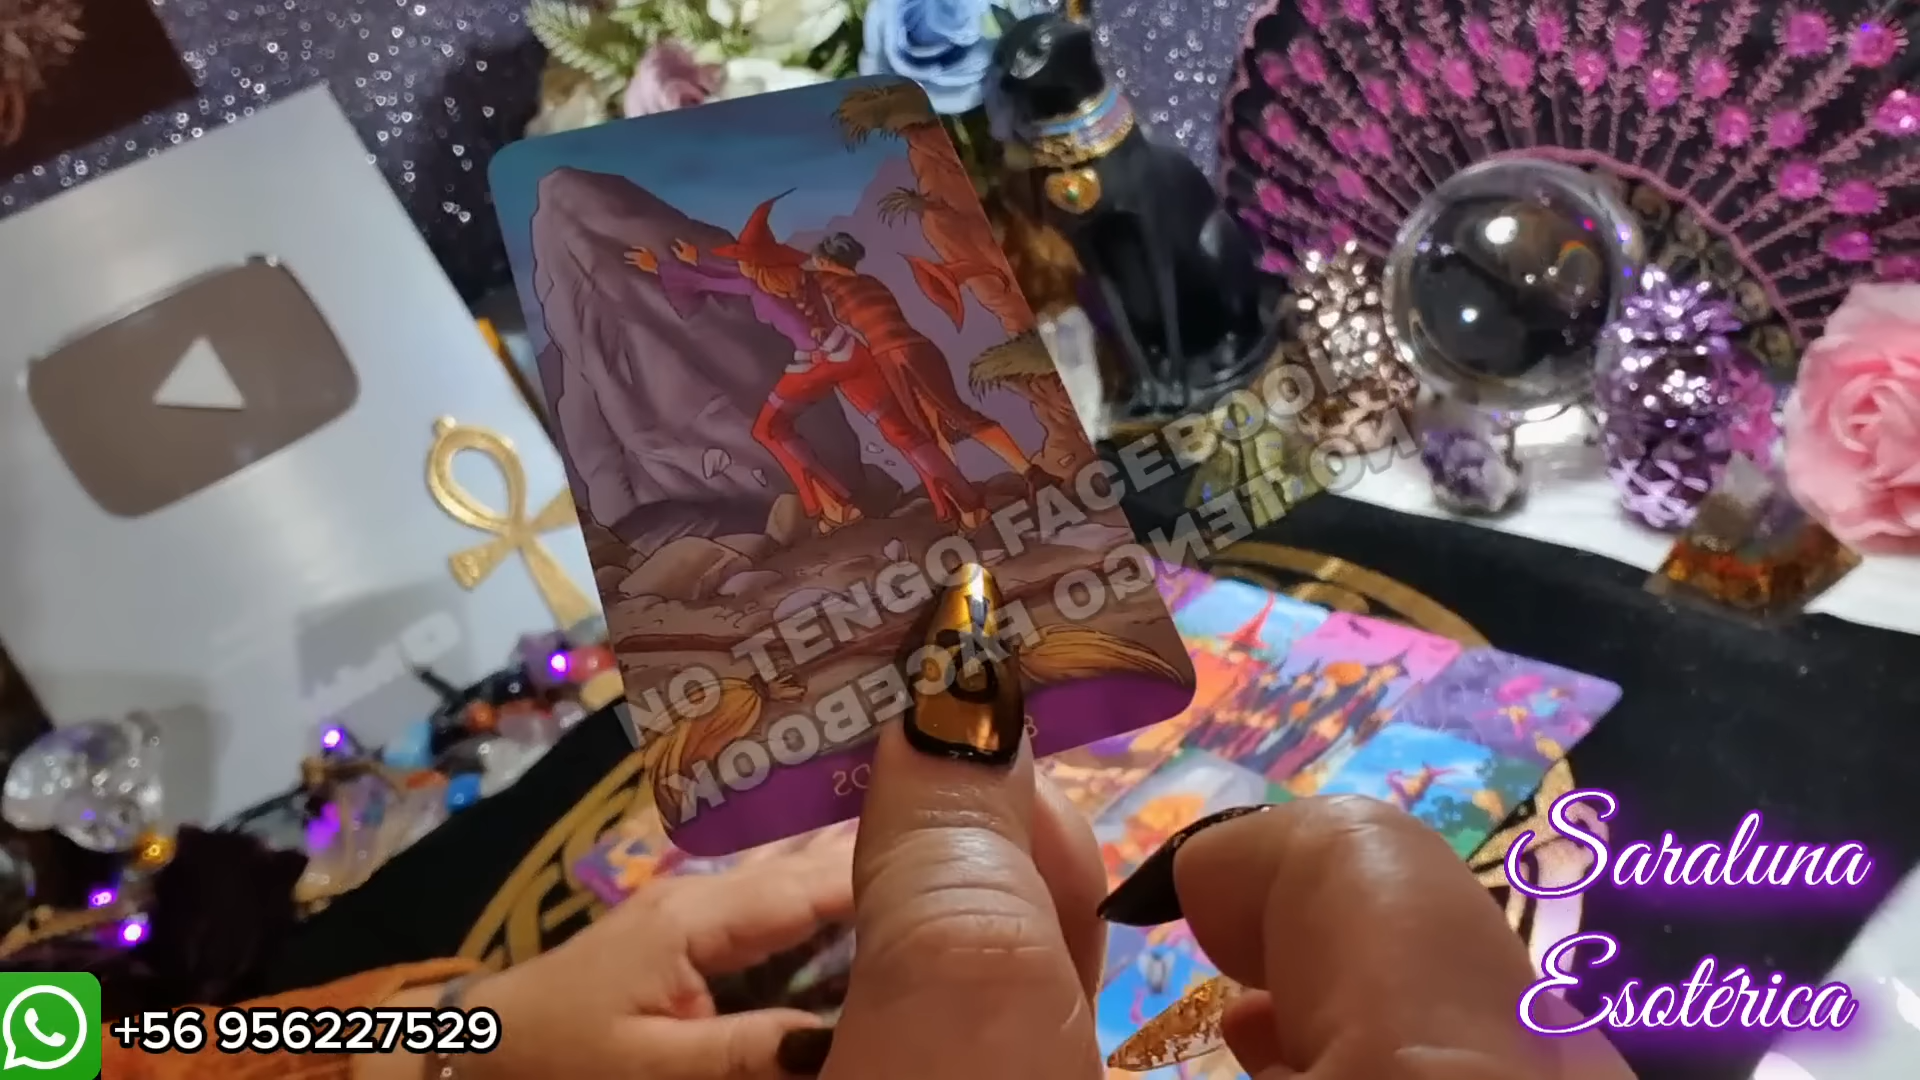 NO TENGO FACEBOOK
NO TENGO FACEBOOK
Saraluna
Esotérica
+56 956227529